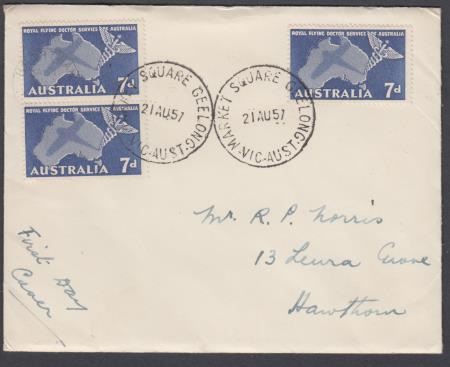 ROYAL FLYING DOCTOR SERVICE OF AUSTRALIA
7d
AUSTRALIA
ROYAL FLYING DOCTOR SERVICE OF AUSTRALIA
AUSTRALIA 7d
ROYAL FLYING DOCTOR SERVICE OF AUSTRALIA
7d
AUSTRALIA
MARKET SQUARE GEELONG
21 AU 57
VIC-AUST
MARKET SQUARE GEELONG
21 AU 57
VIC-AUST
Mr. R. P. Norris
13 Leura Grove
Hawthorn
First Day
Cover